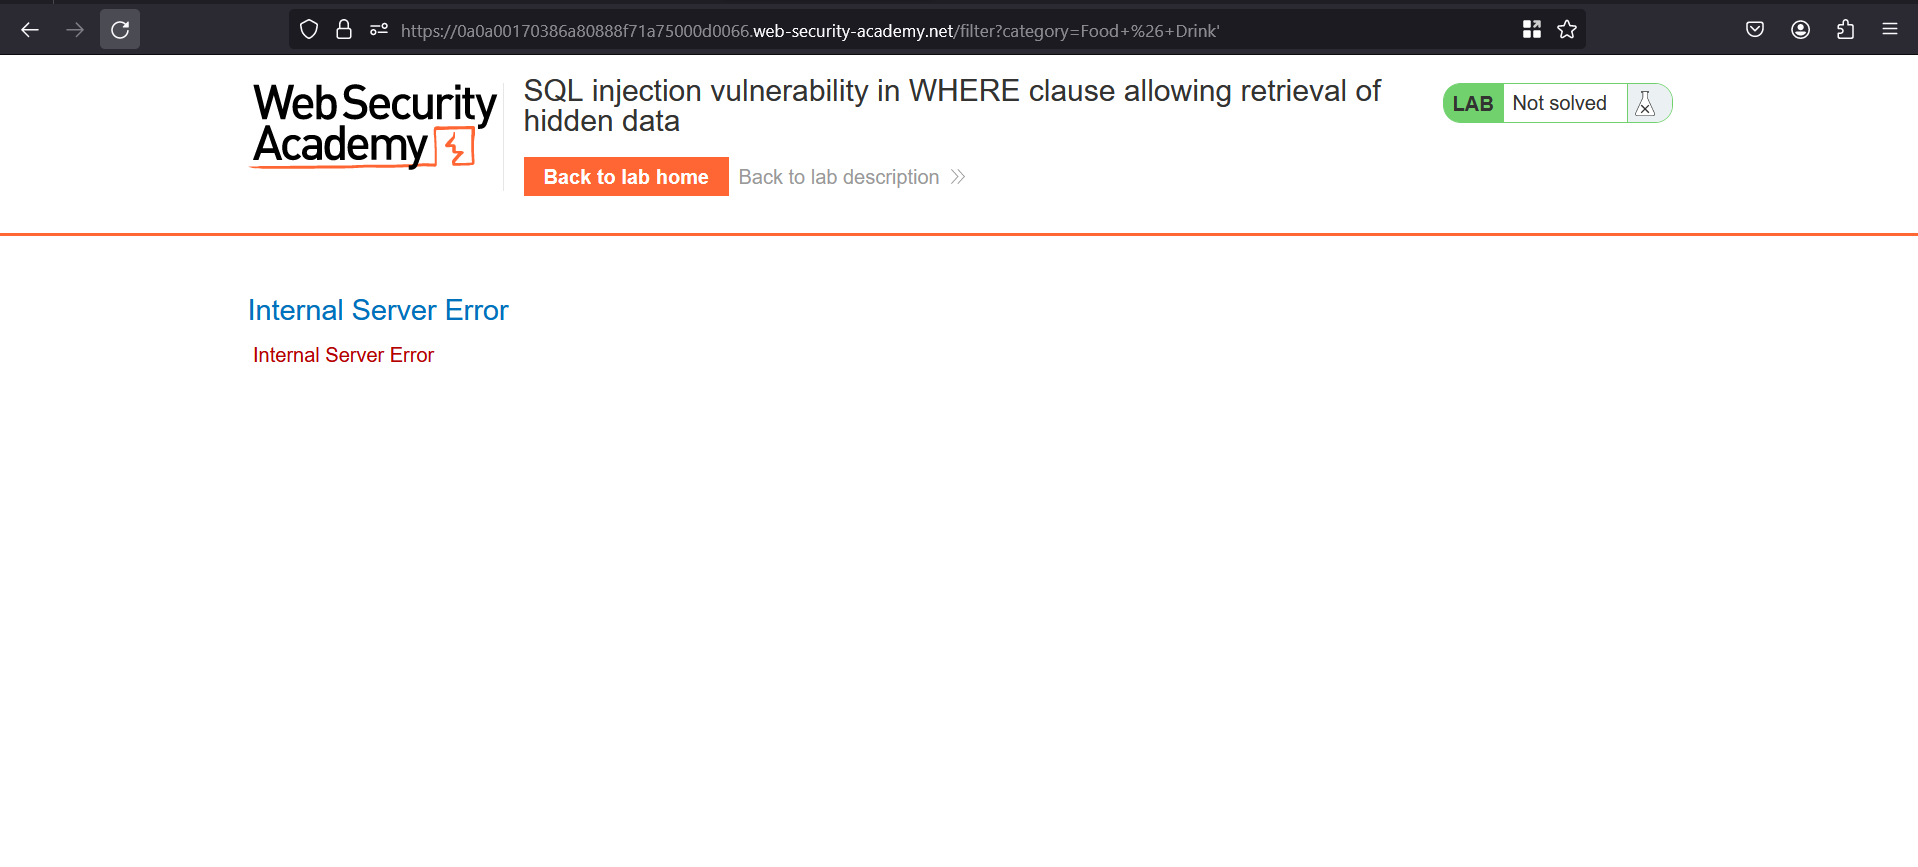 https://0a0a00170386a80888f71a75000d0066.web-security-academy.net/filter?category=Food+%26+Drink'
WebSecurity
Academy
SQL injection vulnerability in WHERE clause allowing retrieval of
hidden data
LAB Not solved
Back to lab home Back to lab description
Internal Server Error
Internal Server Error